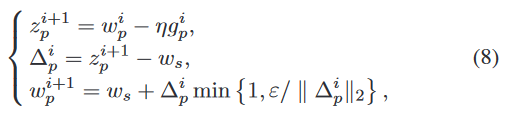 z_p^{i+1} = w_p^i − ηg_p^i,
Δ_p^i = z_p^{i+1} − w_s, (8)
w_p^{i+1} = w_s + Δ_p^i min {1, ε/ ∥ Δ_p^i∥_2} ,